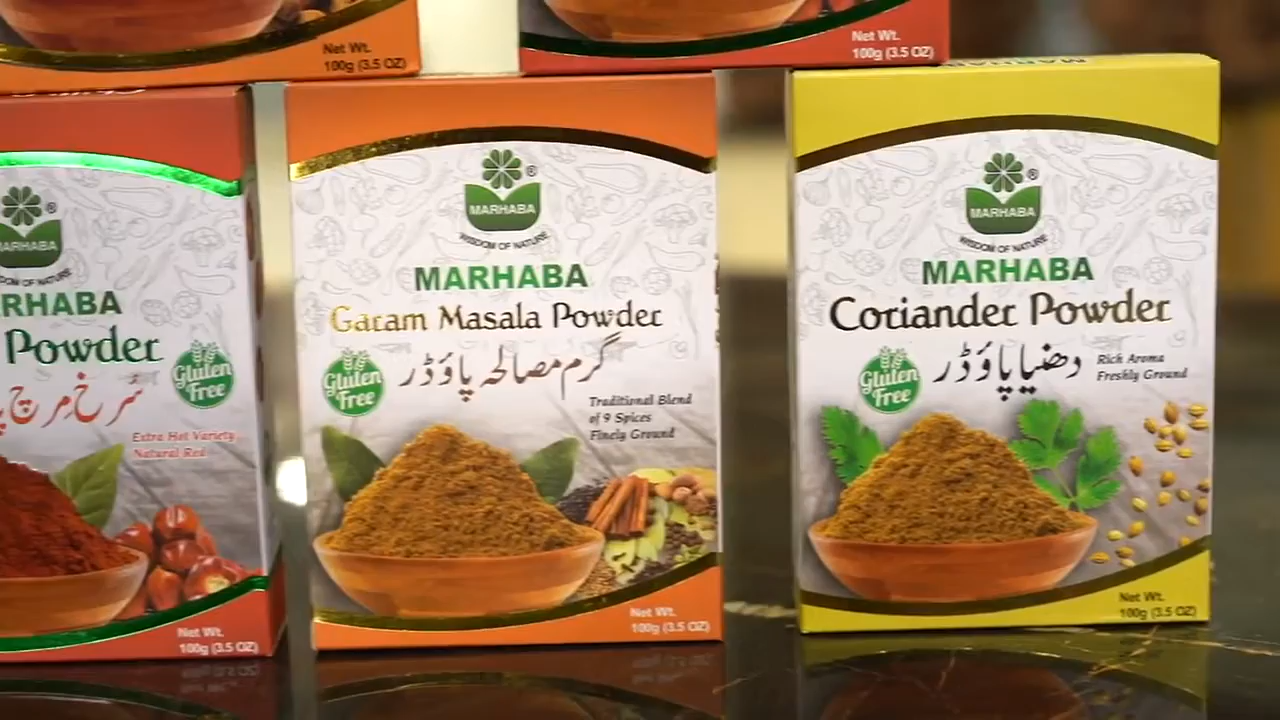 Net Wt.
100g (3.5 OZ)
Net Wt.
100g (3.5 OZ)
®
MARHABA
OF NATURE
RHABA
Powder
سُرخ مِرچ
Gluten
Free
Extra Hot Variety
Natural Red
Net Wt.
100g (3.5 OZ)
®
MARHABA
WISDOM OF NATURE
MARHABA
Garam Masala Powder
گرم مصالحہ پاؤڈر
Gluten
Free
Traditional Blend
of 9 Spices
Finely Ground
Net Wt.
100g (3.5 OZ)
®
MARHABA
WISDOM OF NATURE
MARHABA
Coriander Powder
دھنیا پاؤڈر
Rich Aroma
Freshly Ground
Gluten
Free
Net Wt.
100g (3.5 OZ)